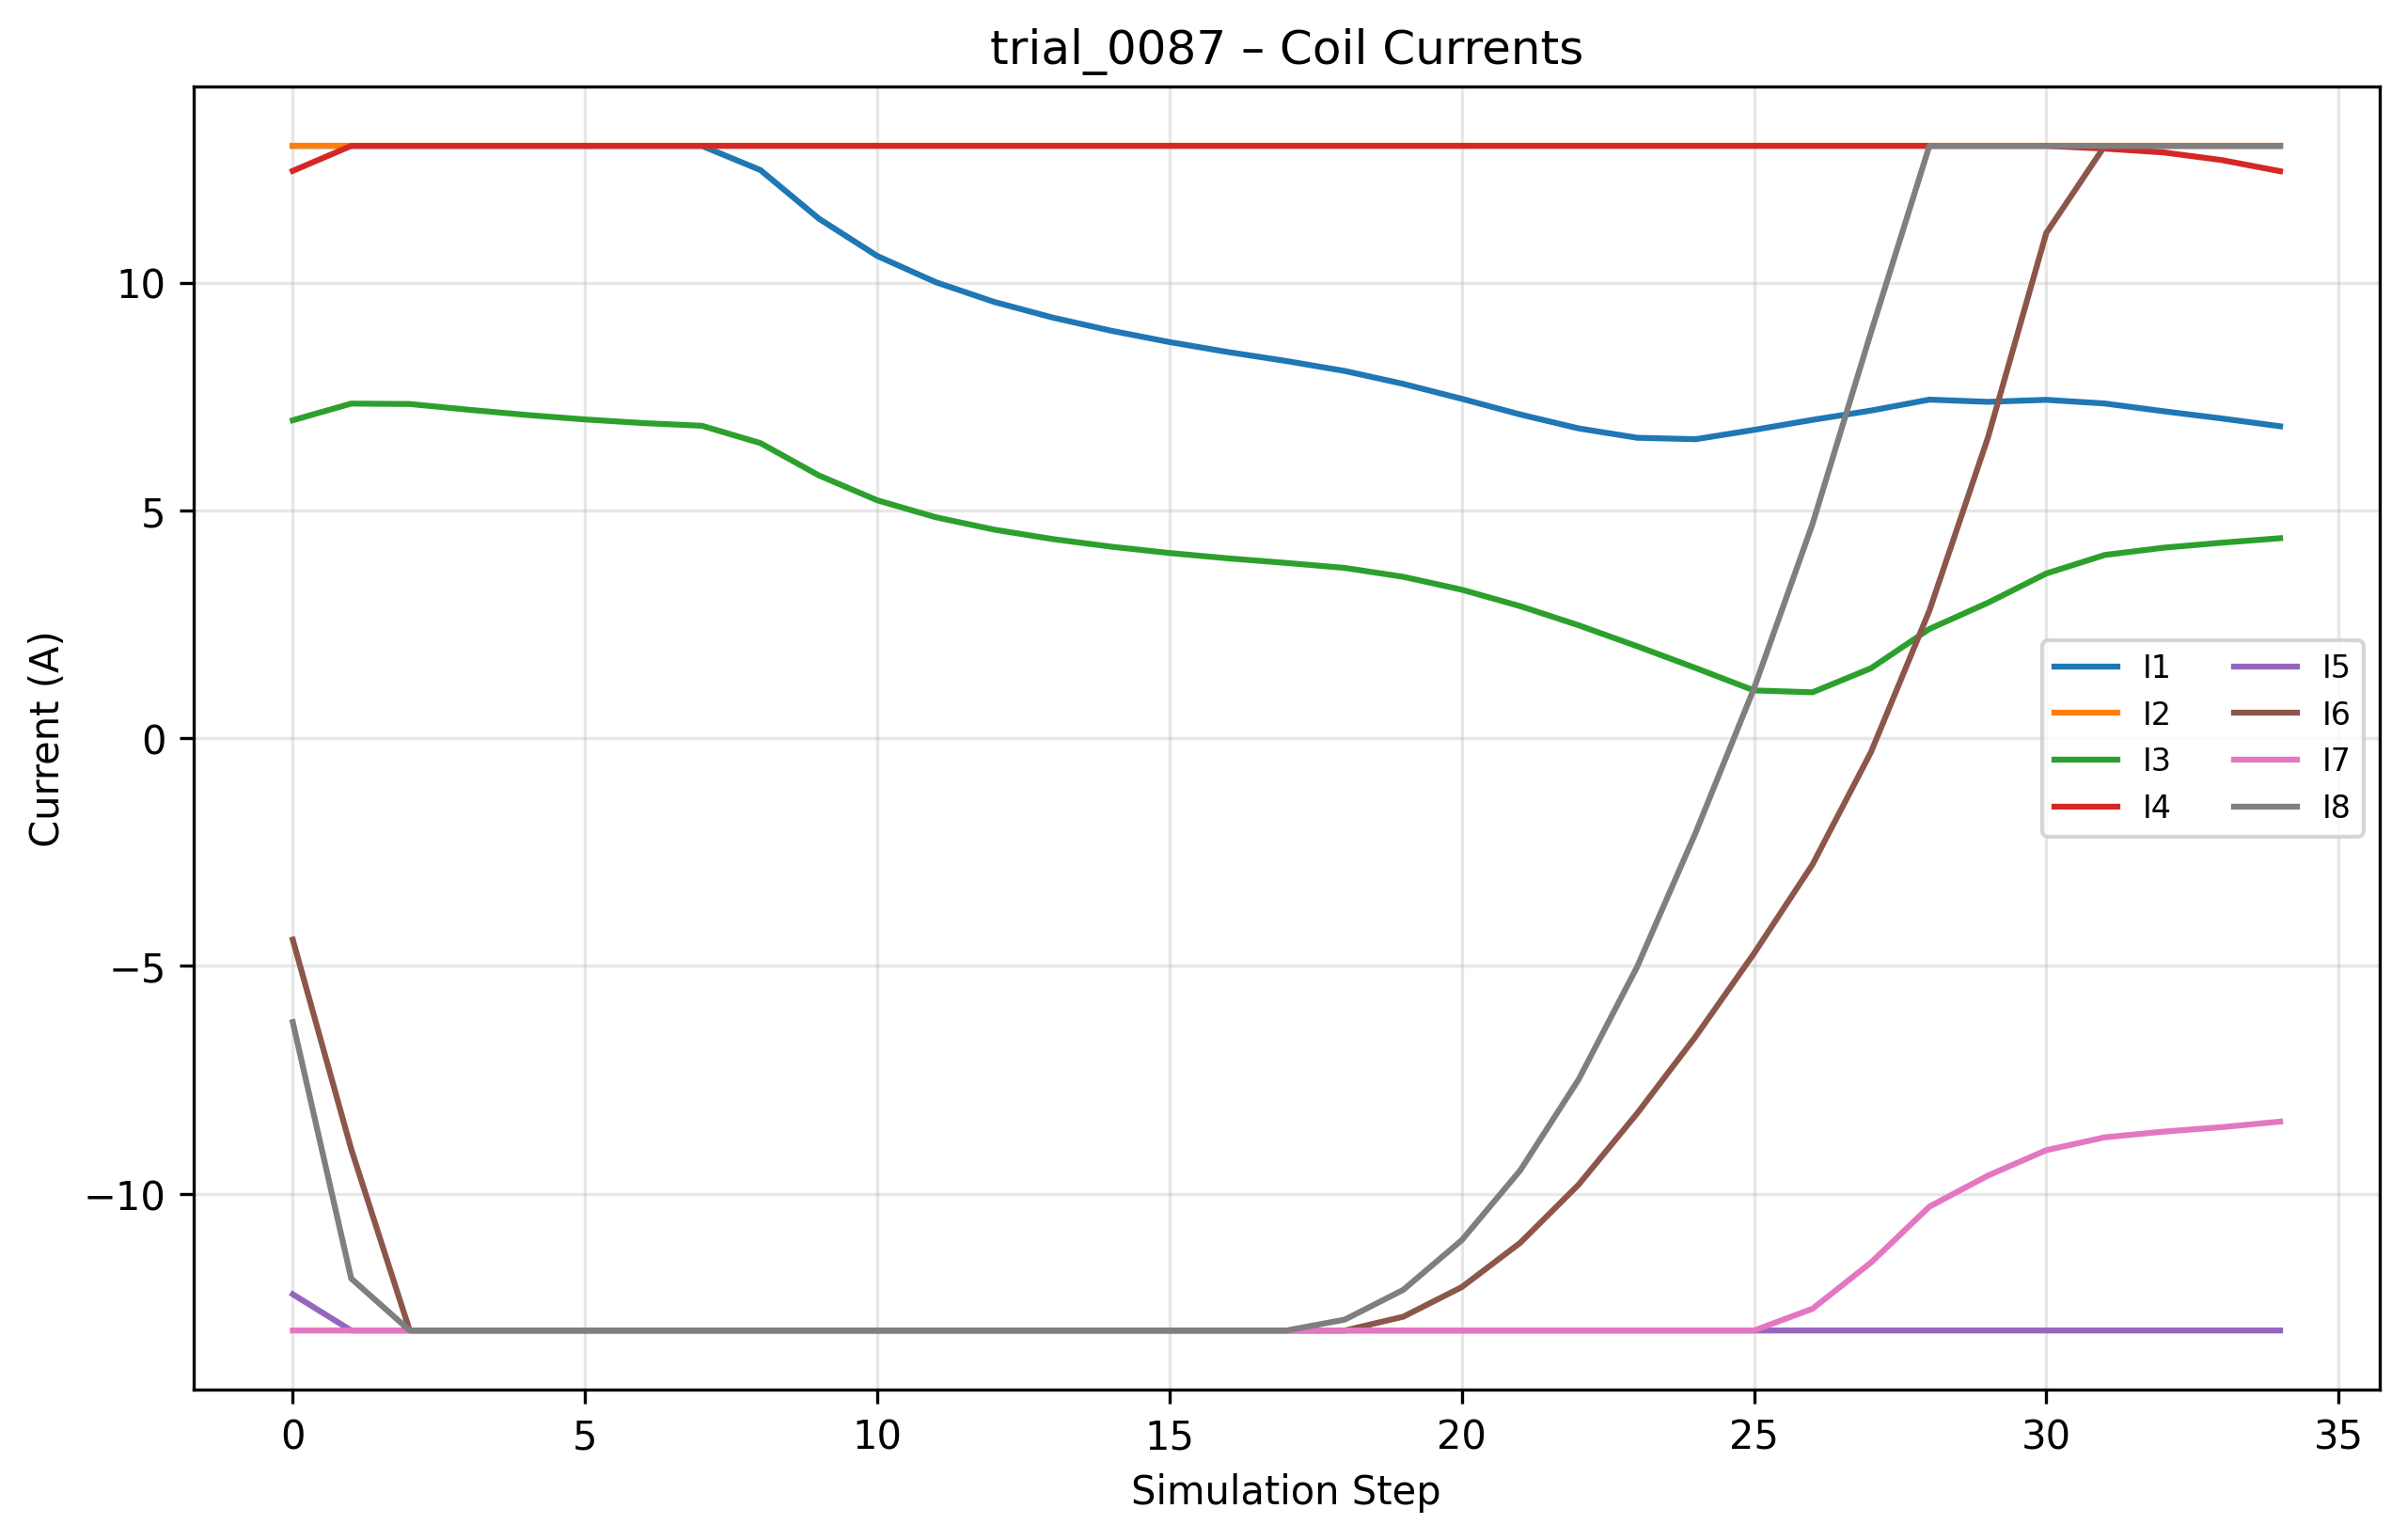 trial_0087 – Coil Currents
Current (A)
10
5
0
−5
−10
I1
I2
I3
I4
I5
I6
I7
I8
0 5 10 15 20 25 30 35
Simulation Step